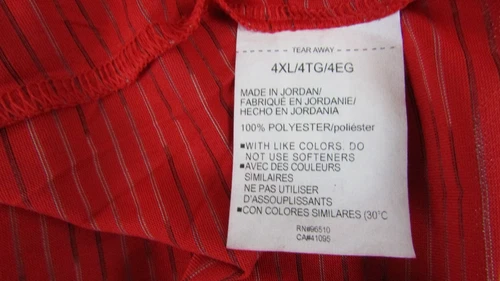 TEAR AWAY
4XL/4TG/4EG
MADE IN JORDAN/
FABRIQUÉ EN JORDANIE/
HECHO EN JORDANIA
100% POLYESTER/poliéster
■WITH LIKE COLORS. DO
NOT USE SOFTENERS
■AVEC DES COULEURS
SIMILAIRES
NE PAS UTILISER
D'ASSOUPLISSANTS
■CON COLORES SIMILARES (30°C
RN#96510
CA#41095